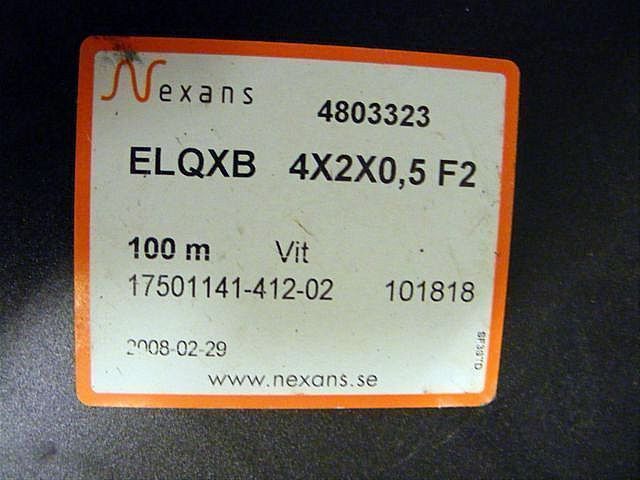 Nexans
4803323
ELQXB 4X2X0,5 F2
100 m Vit
17501141-412-02 101818
2008-02-29
www.nexans.se